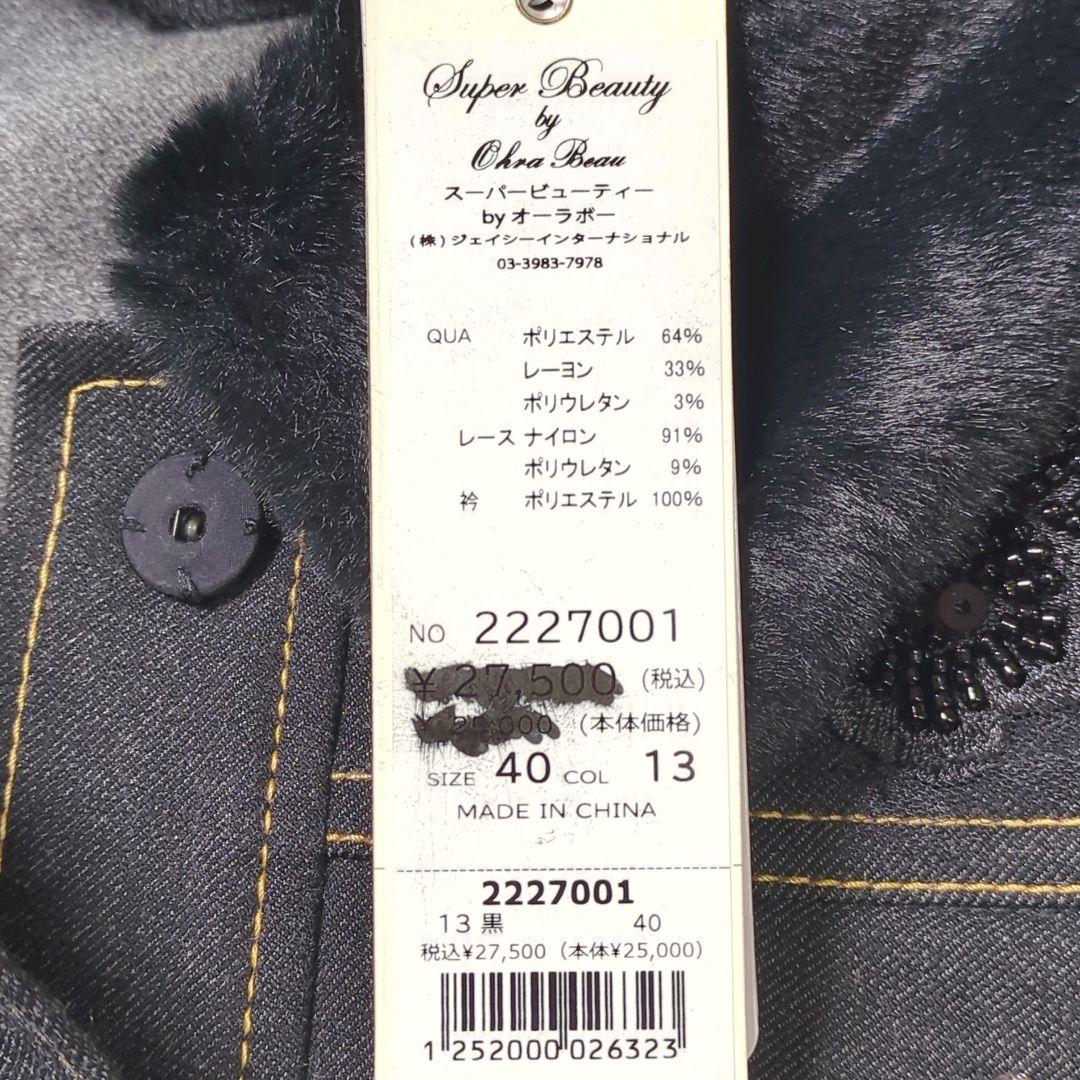 Super Beauty
by
Ohra Beau
スーパービューティー
by オーラボー
(株)ジェイシーインターナショナル
03-3983-7978
QUA ポリエステル 64%
レーヨン 33%
ポリウレタン 3%
レース ナイロン 91%
ポリウレタン 9%
衿 ポリエステル 100%
NO 2227001
¥ 27,500 (税込)
¥ 25,000 (本体価格)
SIZE 40 COL 13
MADE IN CHINA
2227001
13 黒 40
税込¥27,500 (本体¥25,000)
1 252000 026323